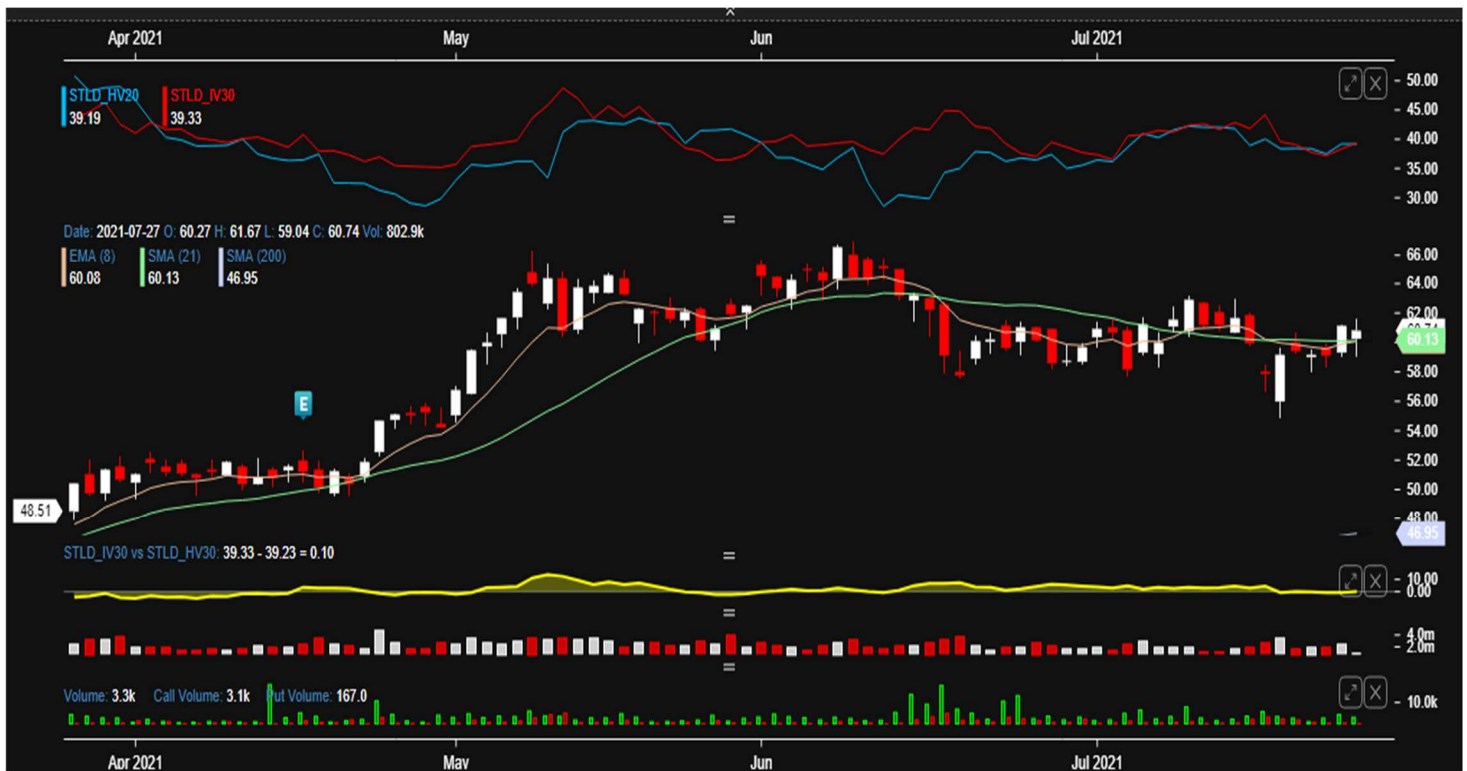 Apr 2021 May Jun Jul 2021
STLD_HV20 STLD_IV30
39.19 39.33
50.00
45.00
40.00
35.00
30.00
Date: 2021-07-27 O: 60.27 H: 61.67 L: 59.04 C: 60.74 Vol: 802.9k
EMA (8) SMA (21) SMA (200)
60.08 60.13 46.95
66.00
64.00
62.00
60.13
58.00
56.00
E
54.00
52.00
50.00
48.51
48.00
46.95
STLD_IV30 vs STLD_HV30: 39.33 - 39.23 = 0.10
10.00
0.00
4.0m
2.0m
Volume: 3.3k Call Volume: 3.1k Put Volume: 167.0
10.0k
Apr 2021 May Jun Jul 2021